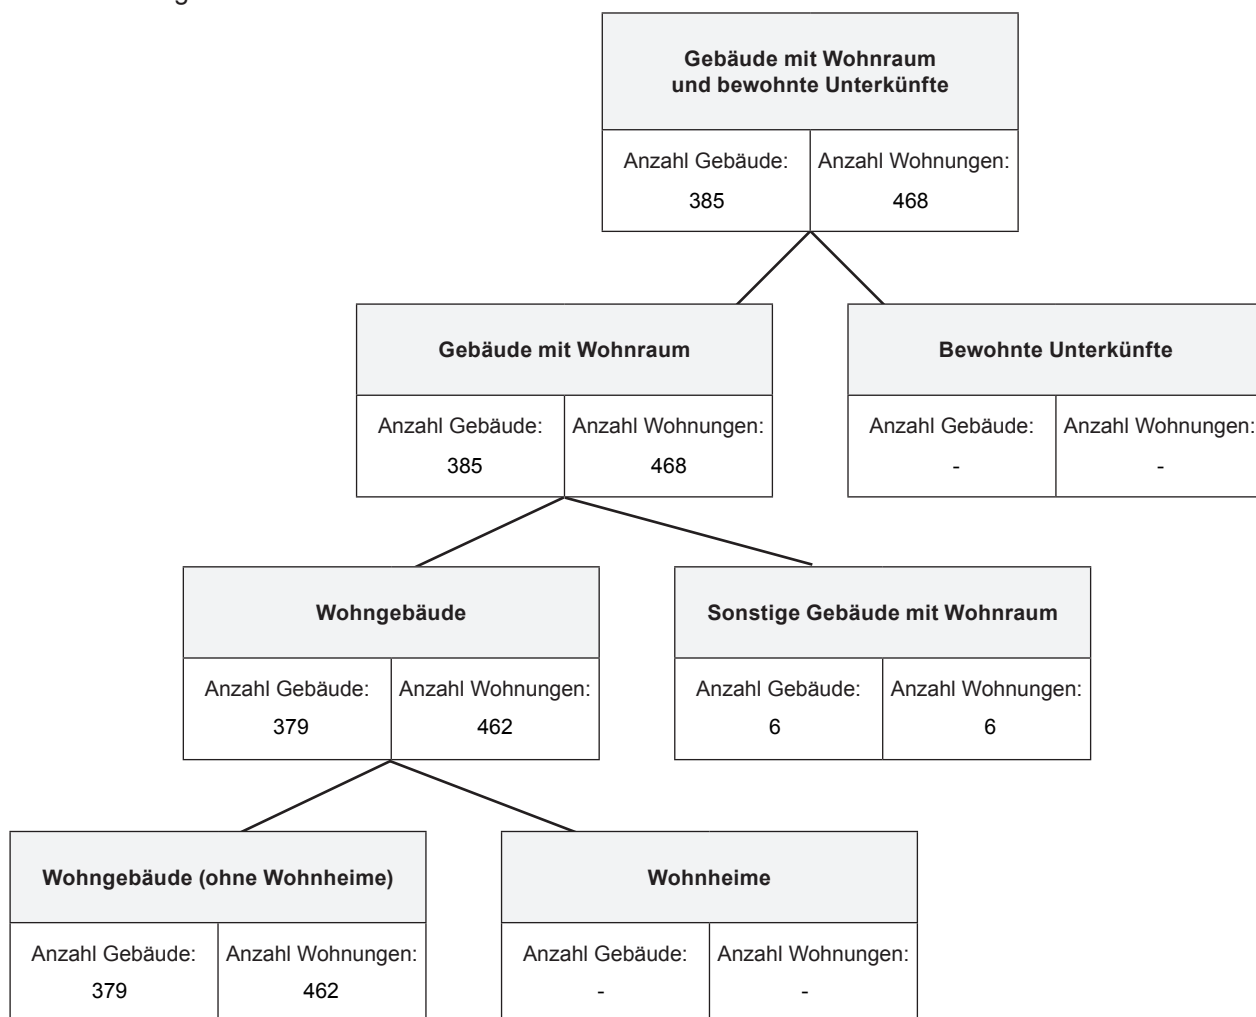 Gebäude mit Wohnraum
und bewohnte Unterkünfte
Anzahl Gebäude: Anzahl Wohnungen:
385 468
Gebäude mit Wohnraum
Anzahl Gebäude: Anzahl Wohnungen:
385 468
Bewohnte Unterkünfte
Anzahl Gebäude: Anzahl Wohnungen:
- -
Wohngebäude
Anzahl Gebäude: Anzahl Wohnungen:
379 462
Sonstige Gebäude mit Wohnraum
Anzahl Gebäude: Anzahl Wohnungen:
6 6
Wohngebäude (ohne Wohnheime)
Anzahl Gebäude: Anzahl Wohnungen:
379 462
Wohnheime
Anzahl Gebäude: Anzahl Wohnungen:
- -